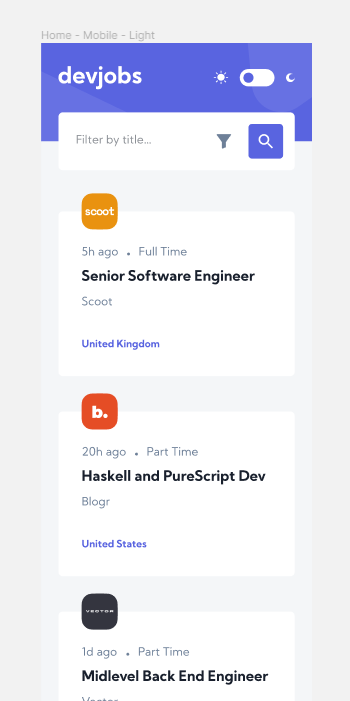 Home - Mobile - Light
devjobs
Filter by title...
scoot
5h ago • Full Time
Senior Software Engineer
Scoot
United Kingdom
b.
20h ago • Part Time
Haskell and PureScript Dev
Blogr
United States
VECTOR
1d ago • Part Time
Midlevel Back End Engineer
Vector